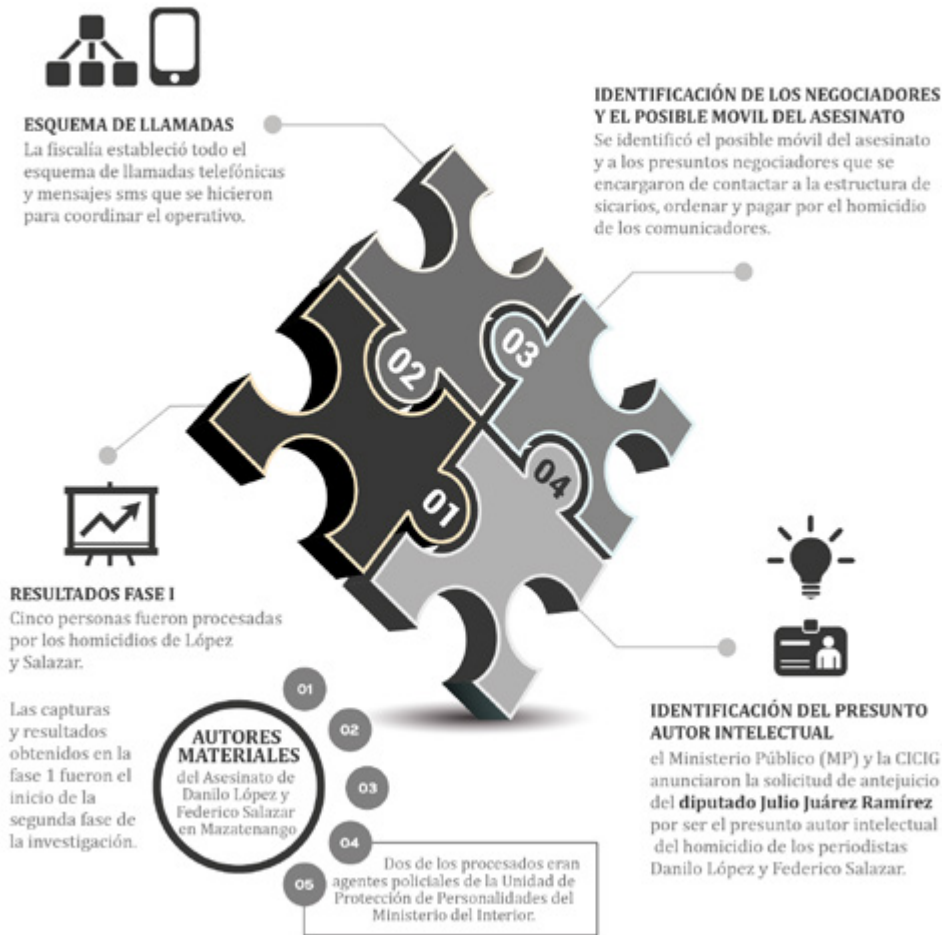 ESQUEMA DE LLAMADAS
La fiscalía estableció todo el
esquema de llamadas telefónicas
y mensajes sms que se hicieron
para coordinar el operativo.
IDENTIFICACIÓN DE LOS NEGOCIADORES
Y EL POSIBLE MOVIL DEL ASESINATO
Se identificó el posible móvil del asesinato
y a los presuntos negociadores que se
encargaron de contactar a la estructura de
sicarios, ordenar y pagar por el homicidio
de los comunicadores.
02
03
01
04
RESULTADOS FASE I
Cinco personas fueron procesadas
por los homicidios de López
y Salazar.
Las capturas
y resultados
obtenidos en la
fase 1 fueron el
inicio de la
segunda fase de
la investigación.
AUTORES
MATERIALES
del Asesinato de
Danilo López y
Federico Salazar
en Mazatenango
01
02
03
04
05
Dos de los procesados eran
agentes policiales de la Unidad de
Protección de Personalidades del
Ministerio del Interior.
IDENTIFICACIÓN DEL PRESUNTO
AUTOR INTELECTUAL
el Ministerio Público (MP) y la CICIG
anunciaron la solicitud de antejuicio
del diputado Julio Juárez Ramírez
por ser el presunto autor intelectual
del homicidio de los periodistas
Danilo López y Federico Salazar.